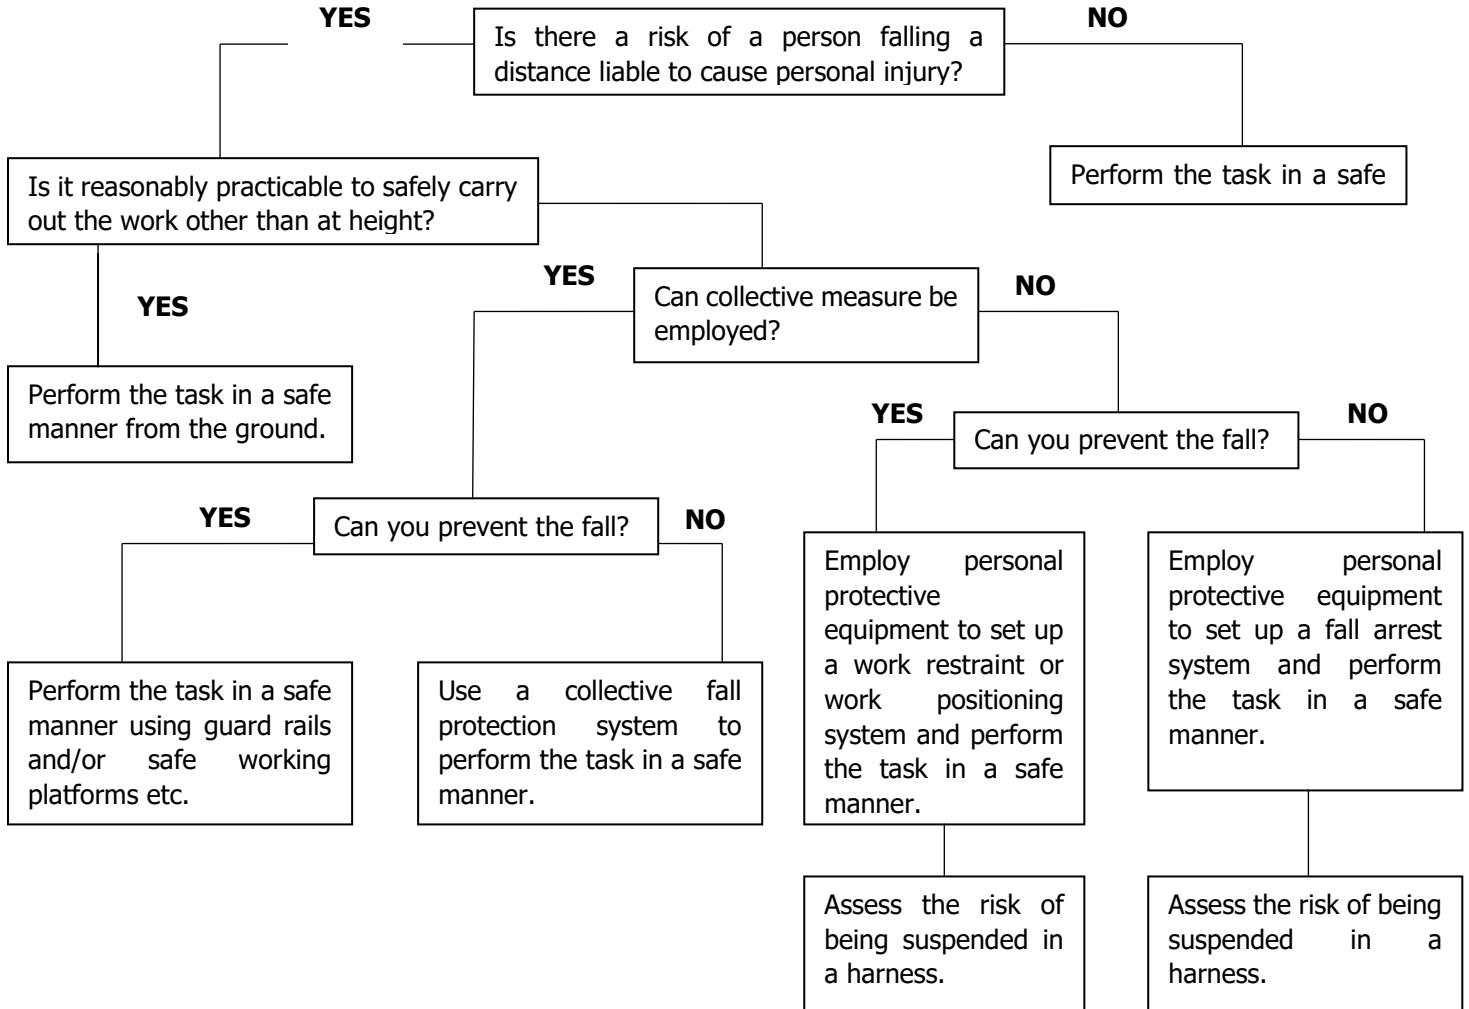 YES
NO
Is there a risk of a person falling a
distance liable to cause personal injury?
Perform the task in a safe
Is it reasonably practicable to safely carry
out the work other than at height?
YES
Can collective measure be
employed?
NO
YES
Perform the task in a safe
manner from the ground.
YES
Can you prevent the fall?
NO
YES
Can you prevent the fall?
NO
Employ personal
protective
equipment to set up
a work restraint or
work positioning
system and perform
the task in a safe
manner.
Employ personal
protective equipment
to set up a fall arrest
system and perform
the task in a safe
manner.
Perform the task in a safe
manner using guard rails
and/or safe working
platforms etc.
Use a collective fall
protection system to
perform the task in a safe
manner.
Assess the risk of
being suspended in
a harness.
Assess the risk of being
suspended in a
harness.